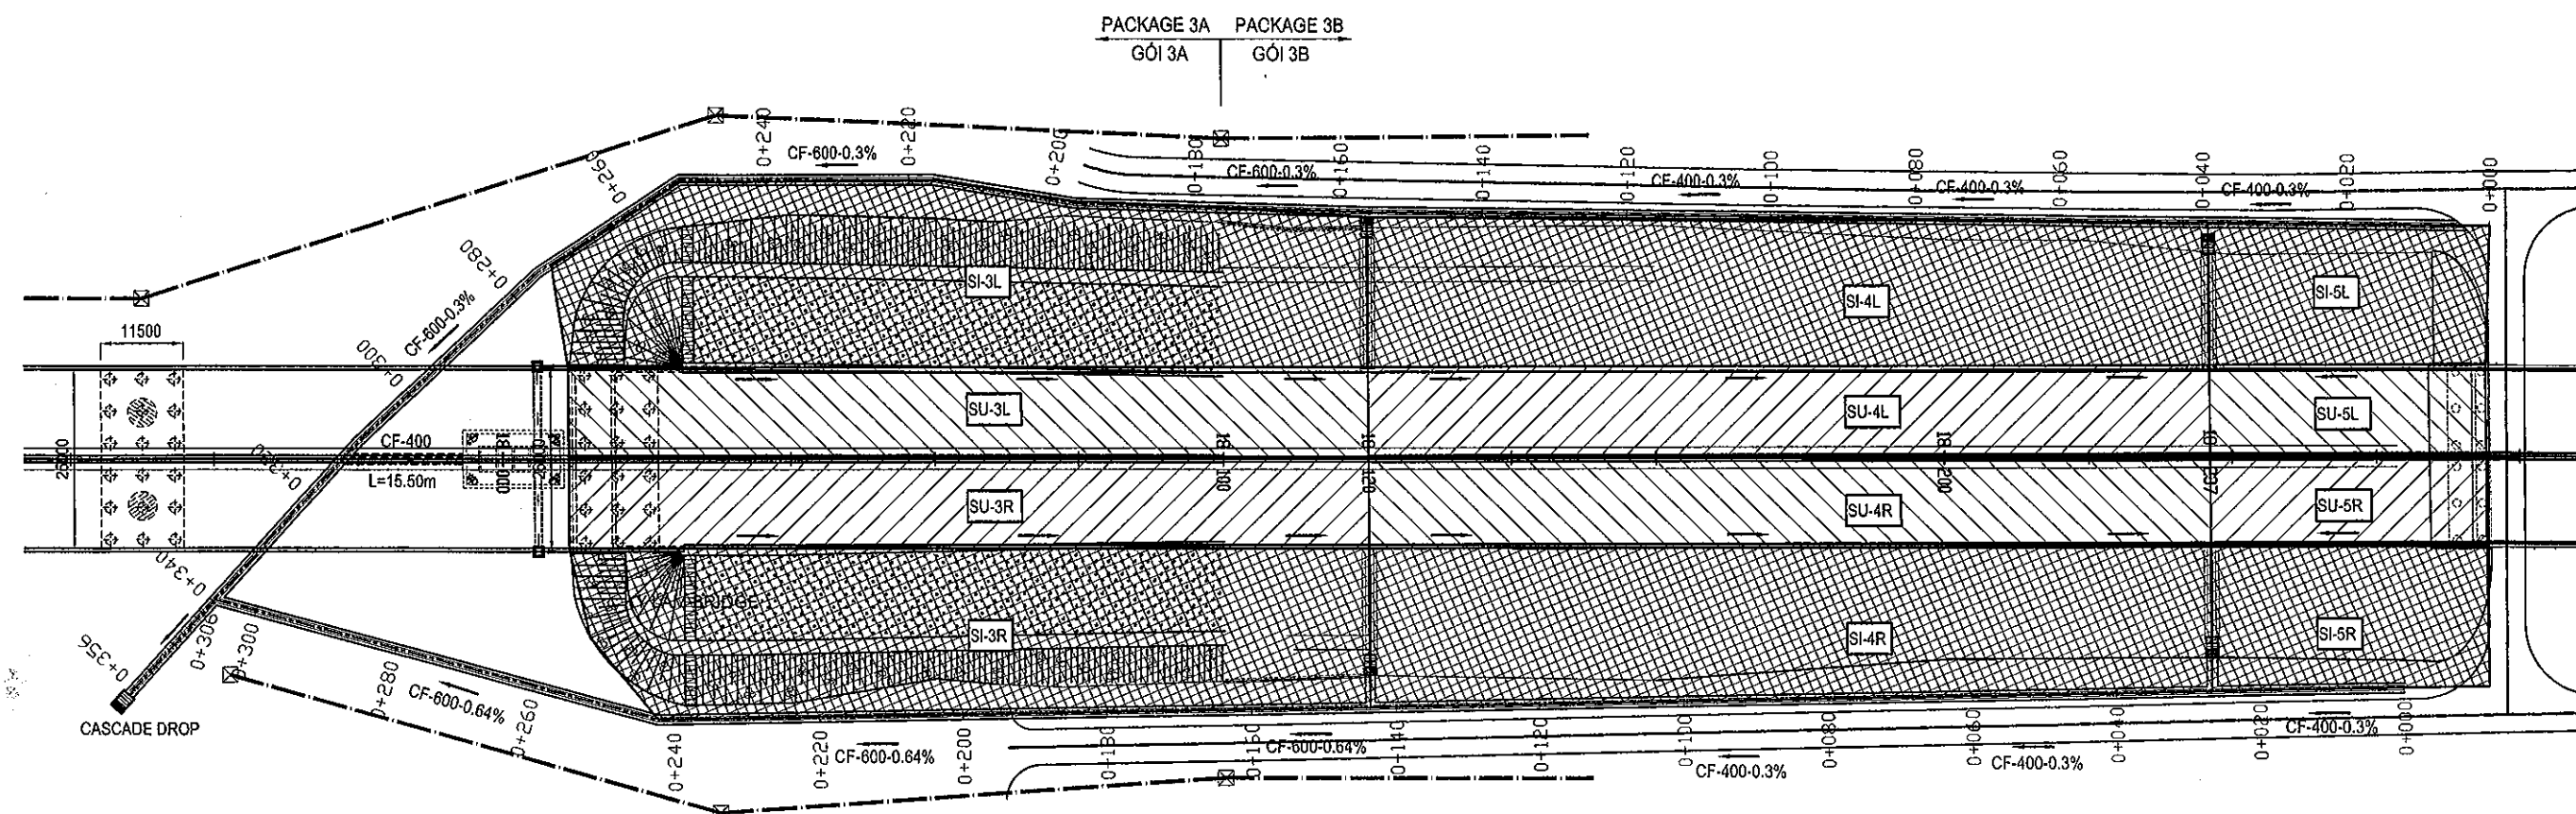 PACKAGE 3A PACKAGE 3B
GÓI 3A GÓI 3B
0+260
0+240
0+220
0+200
0+180
0+160
0+140
0+120
0+100
0+080
0+060
0+040
0+020
0+000
CF-600-0.3%
CF-600-0.3%
CF-400-0.3%
CF-400-0.3%
CF-400-0.3%
0+280
CF-600-0.3%
0+300
11500
SI-3L
SI-4L
SI-5L
SU-3L
SU-4L
SU-5L
0+320
CF-400
L=15.50m
SU-3R
SU-4R
SU-5R
0+340
SI-3R
SI-4R
SI-5R
0+356
0+306
0+300
CASCADE DROP
0+280
CF-600-0.64%
0+260
0+240
0+220
CF-600-0.64%
0+200
0+180
0+160
CF-600-0.64%
0+140
0+120
0+100
CF-400-0.3%
0+080
0+060
CF-400-0.3%
0+040
0+020
CF-400-0.3%
0+000